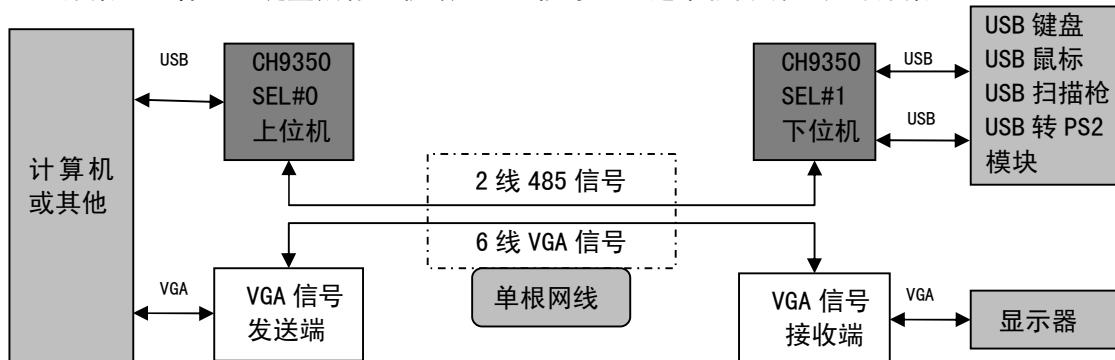 USB
CH9350
SEL#0
上位机
CH9350
SEL#1
下位机
USB
USB
USB 键盘
USB 鼠标
USB 扫描枪
USB 转 PS2
模块
计算机
或其他
2 线 485 信号
6 线 VGA 信号
单根网线
VGA
VGA 信号
发送端
VGA 信号
接收端
VGA
显示器